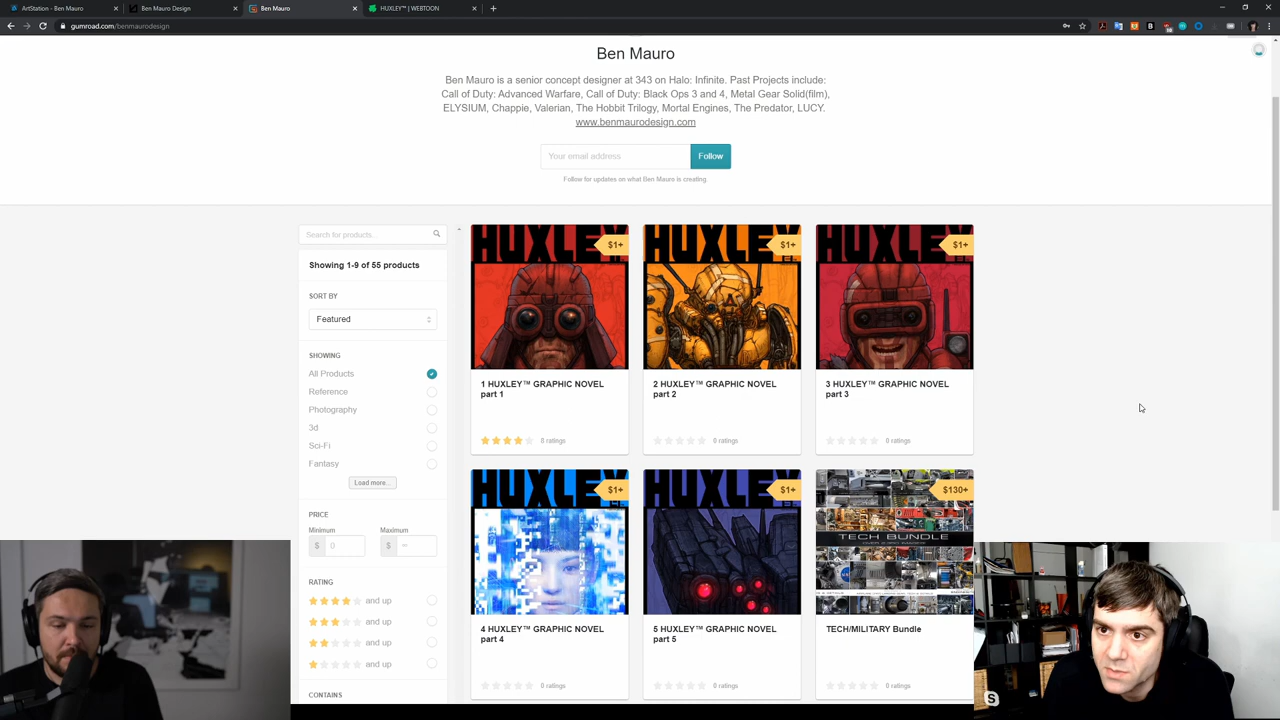 ArtStation - Ben Mauro
Ben Mauro Design
Ben Mauro
HUXLEY™ | WEBTOON
gumroad.com/benmaurodesign
Ben Mauro
Ben Mauro is a senior concept designer at 343 on Halo: Infinite. Past Projects include:
Call of Duty: Advanced Warfare, Call of Duty: Black Ops 3 and 4, Metal Gear Solid(film),
ELYSIUM, Chappie, Valerian, The Hobbit Trilogy, Mortal Engines, The Predator, LUCY.
www.benmaurodesign.com
Your email address
Follow
Follow for updates on what Ben Mauro is creating.
Search for products..
Showing 1-9 of 55 products
SORT BY
Featured
SHOWING
All Products
Reference
Photography
3d
Sci-Fi
Fantasy
Load more...
PRICE
Minimum
Maximum
$ 0
$ ∞
RATING
and up
and up
and up
and up
CONTAINS
HUXLEY
$1+
1 HUXLEY™ GRAPHIC NOVEL
part 1
8 ratings
HUXLEY
$1+
2 HUXLEY™ GRAPHIC NOVEL
part 2
0 ratings
HUXLEY
$1+
3 HUXLEY™ GRAPHIC NOVEL
part 3
0 ratings
HUXLEY
$1+
4 HUXLEY™ GRAPHIC NOVEL
part 4
0 ratings
HUXLEY
$1+
5 HUXLEY™ GRAPHIC NOVEL
part 5
0 ratings
$130+
TECH BUNDLE
TECH/MILITARY Bundle
0 ratings